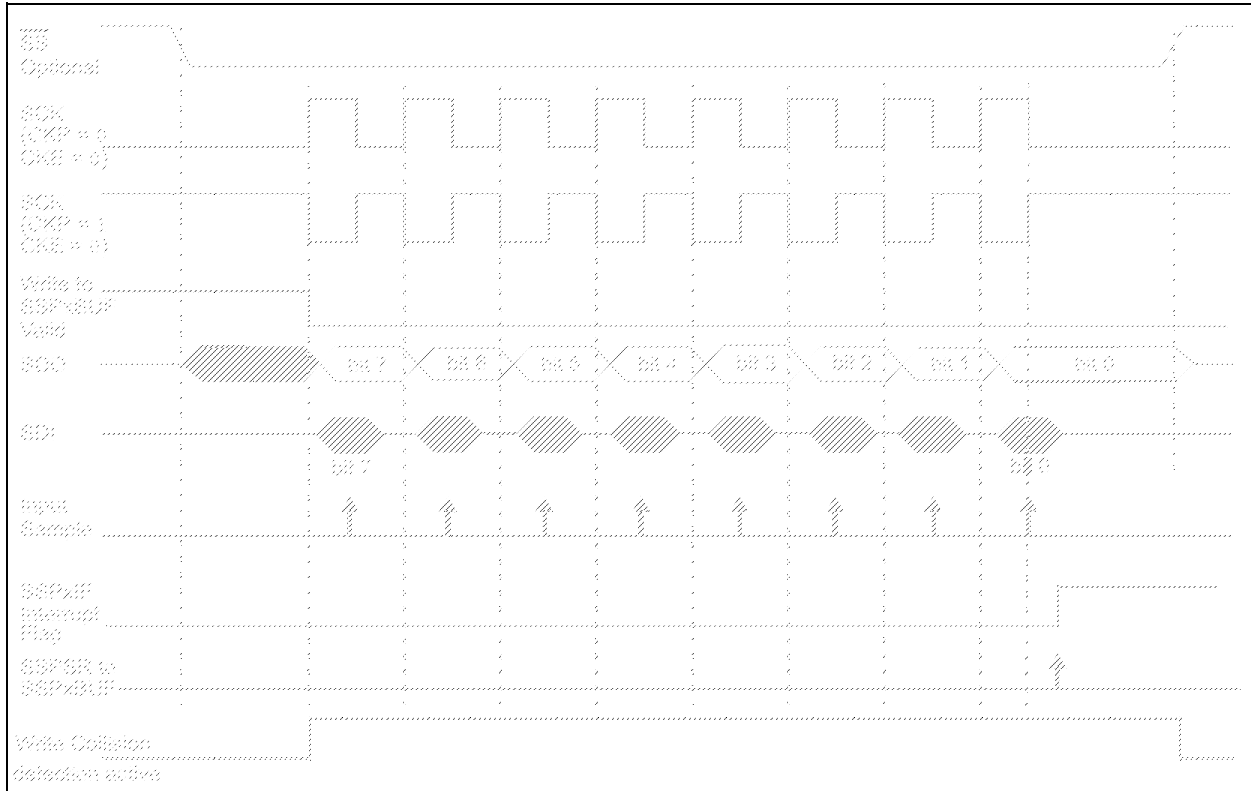 SS
Optional
SCK
(CKP = 0
CKE = 0)
SCK
(CKP = 1
CKE = 0)
Write to
SSPxBUF
Valid
SDO
bit 7
bit 6
bit 5
bit 4
bit 3
bit 2
bit 1
bit 0
SDI
bit 7
bit 0
Input
Sample
SSPxIF
Interrupt
Flag
SSPSR to
SSPxBUF
Write Collision
detection active